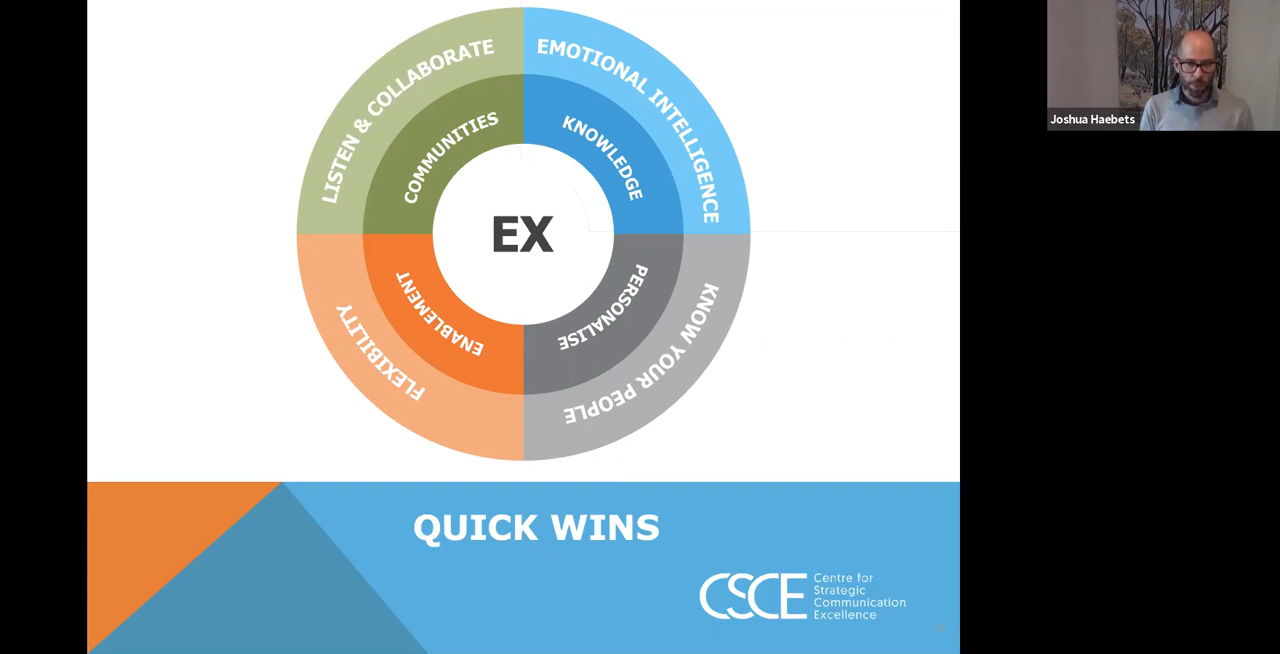 LISTEN & COLLABORATE
EMOTIONAL INTELLIGENCE
COMMUNITIES
KNOWLEDGE
EX
ENABLEMENT
PERSONALISE
FLEXIBILITY
KNOW YOUR PEOPLE
QUICK WINS
CSCE
Centre for
Strategic
Communication
Excellence
Joshua Haebets